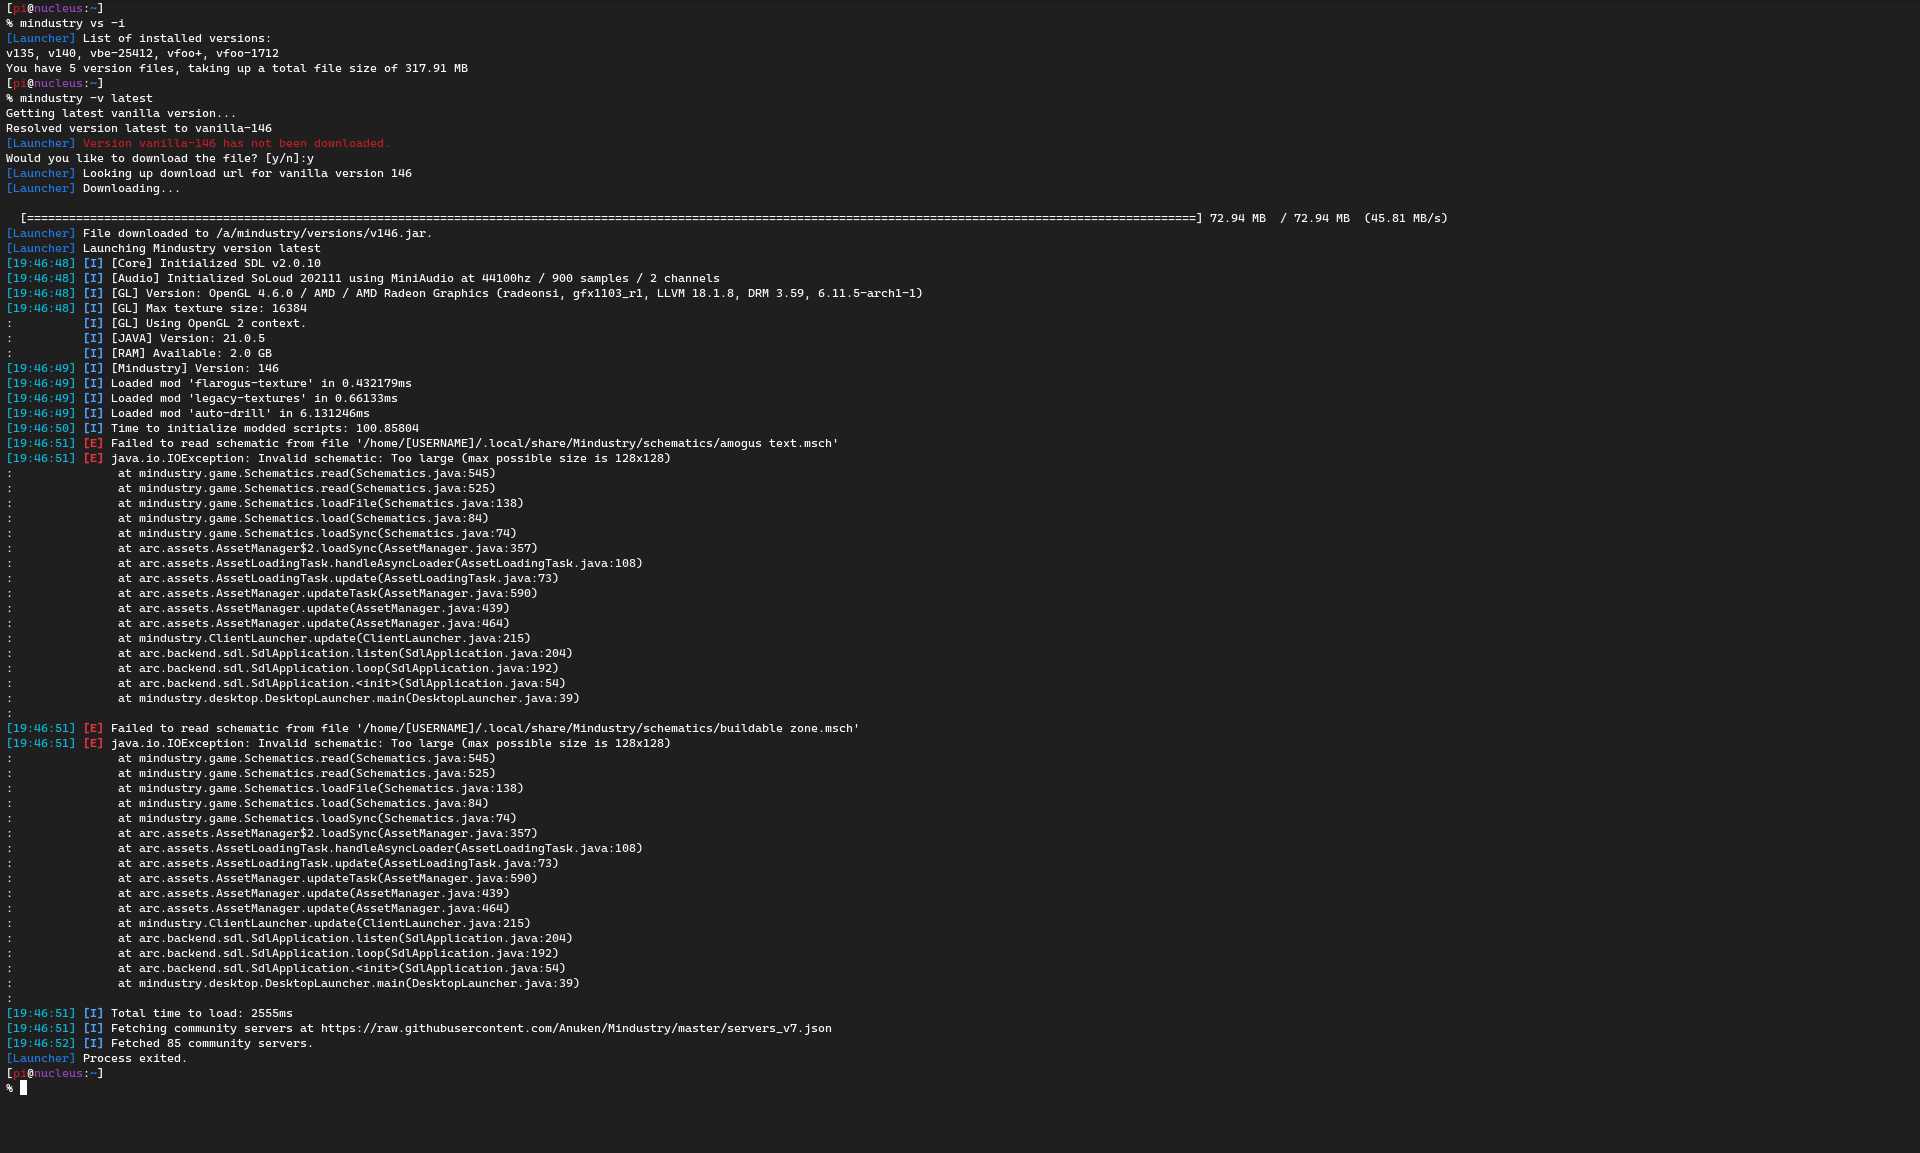 [pi@nucleus:~]
% mindustry vs -i
[Launcher] List of installed versions:
v135, v140, vbe-25412, vfoo+, vfoo-1712
You have 5 version files, taking up a total file size of 317.91 MB
[pi@nucleus:~]
% mindustry -v latest
Getting latest vanilla version...
Resolved version latest to vanilla-146
[Launcher] Version vanilla-146 has not been downloaded.
Would you like to download the file? [y/n]:y
[Launcher] Looking up download url for vanilla version 146
[Launcher] Downloading...
[=======================================================================================================================================================================] 72.94 MB  / 72.94 MB  (45.81 MB/s)
[Launcher] File downloaded to /a/mindustry/versions/v146.jar.
[Launcher] Launching Mindustry version latest
[19:46:48] [I] [Core] Initialized SDL v2.0.10
[19:46:48] [I] [Audio] Initialized SoLoud 202111 using MiniAudio at 44100hz / 900 samples / 2 channels
[19:46:48] [I] [GL] Version: OpenGL 4.6.0 / AMD / AMD Radeon Graphics (radeonsi, gfx1103_r1, LLVM 18.1.8, DRM 3.59, 6.11.5-arch1-1)
[19:46:48] [I] [GL] Max texture size: 16384
:          [I] [GL] Using OpenGL 2 context.
:          [I] [JAVA] Version: 21.0.5
:          [I] [RAM] Available: 2.0 GB
[19:46:49] [I] [Mindustry] Version: 146
[19:46:49] [I] Loaded mod 'flarogus-texture' in 0.432179ms
[19:46:49] [I] Loaded mod 'legacy-textures' in 0.66133ms
[19:46:49] [I] Loaded mod 'auto-drill' in 6.131246ms
[19:46:50] [I] Time to initialize modded scripts: 100.85804
[19:46:51] [E] Failed to read schematic from file '/home/[USERNAME]/.local/share/Mindustry/schematics/amogus text.msch'
[19:46:51] [E] java.io.IOException: Invalid schematic: Too large (max possible size is 128x128)
:               at mindustry.game.Schematics.read(Schematics.java:545)
:               at mindustry.game.Schematics.read(Schematics.java:525)
:               at mindustry.game.Schematics.loadFile(Schematics.java:138)
:               at mindustry.game.Schematics.load(Schematics.java:84)
:               at mindustry.game.Schematics.loadSync(Schematics.java:74)
:               at arc.assets.AssetManager$2.loadSync(AssetManager.java:357)
:               at arc.assets.AssetLoadingTask.handleAsyncLoader(AssetLoadingTask.java:108)
:               at arc.assets.AssetLoadingTask.update(AssetLoadingTask.java:73)
:               at arc.assets.AssetManager.updateTask(AssetManager.java:590)
:               at arc.assets.AssetManager.update(AssetManager.java:439)
:               at arc.assets.AssetManager.update(AssetManager.java:464)
:               at mindustry.ClientLauncher.update(ClientLauncher.java:215)
:               at arc.backend.sdl.SdlApplication.listen(SdlApplication.java:204)
:               at arc.backend.sdl.SdlApplication.loop(SdlApplication.java:192)
:               at arc.backend.sdl.SdlApplication.<init>(SdlApplication.java:54)
:               at mindustry.desktop.DesktopLauncher.main(DesktopLauncher.java:39)
:
[19:46:51] [E] Failed to read schematic from file '/home/[USERNAME]/.local/share/Mindustry/schematics/buildable zone.msch'
[19:46:51] [E] java.io.IOException: Invalid schematic: Too large (max possible size is 128x128)
:               at mindustry.game.Schematics.read(Schematics.java:545)
:               at mindustry.game.Schematics.read(Schematics.java:525)
:               at mindustry.game.Schematics.loadFile(Schematics.java:138)
:               at mindustry.game.Schematics.load(Schematics.java:84)
:               at mindustry.game.Schematics.loadSync(Schematics.java:74)
:               at arc.assets.AssetManager$2.loadSync(AssetManager.java:357)
:               at arc.assets.AssetLoadingTask.handleAsyncLoader(AssetLoadingTask.java:108)
:               at arc.assets.AssetLoadingTask.update(AssetLoadingTask.java:73)
:               at arc.assets.AssetManager.updateTask(AssetManager.java:590)
:               at arc.assets.AssetManager.update(AssetManager.java:439)
:               at arc.assets.AssetManager.update(AssetManager.java:464)
:               at mindustry.ClientLauncher.update(ClientLauncher.java:215)
:               at arc.backend.sdl.SdlApplication.listen(SdlApplication.java:204)
:               at arc.backend.sdl.SdlApplication.loop(SdlApplication.java:192)
:               at arc.backend.sdl.SdlApplication.<init>(SdlApplication.java:54)
:               at mindustry.desktop.DesktopLauncher.main(DesktopLauncher.java:39)
:
[19:46:51] [I] Total time to load: 2555ms
[19:46:51] [I] Fetching community servers at https://raw.githubusercontent.com/Anuken/Mindustry/master/servers_v7.json
[19:46:52] [I] Fetched 85 community servers.
[Launcher] Process exited.
[pi@nucleus:~]
%